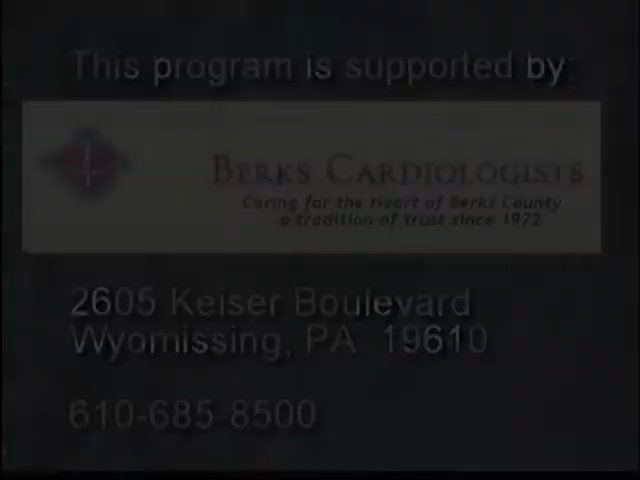 This program is supported by:
BERKS CARDIOLOGISTS
Caring for the Heart of Berks County
a tradition of trust since 1972
2605 Keiser Boulevard
Wyomissing, PA 19610
610-685-8500